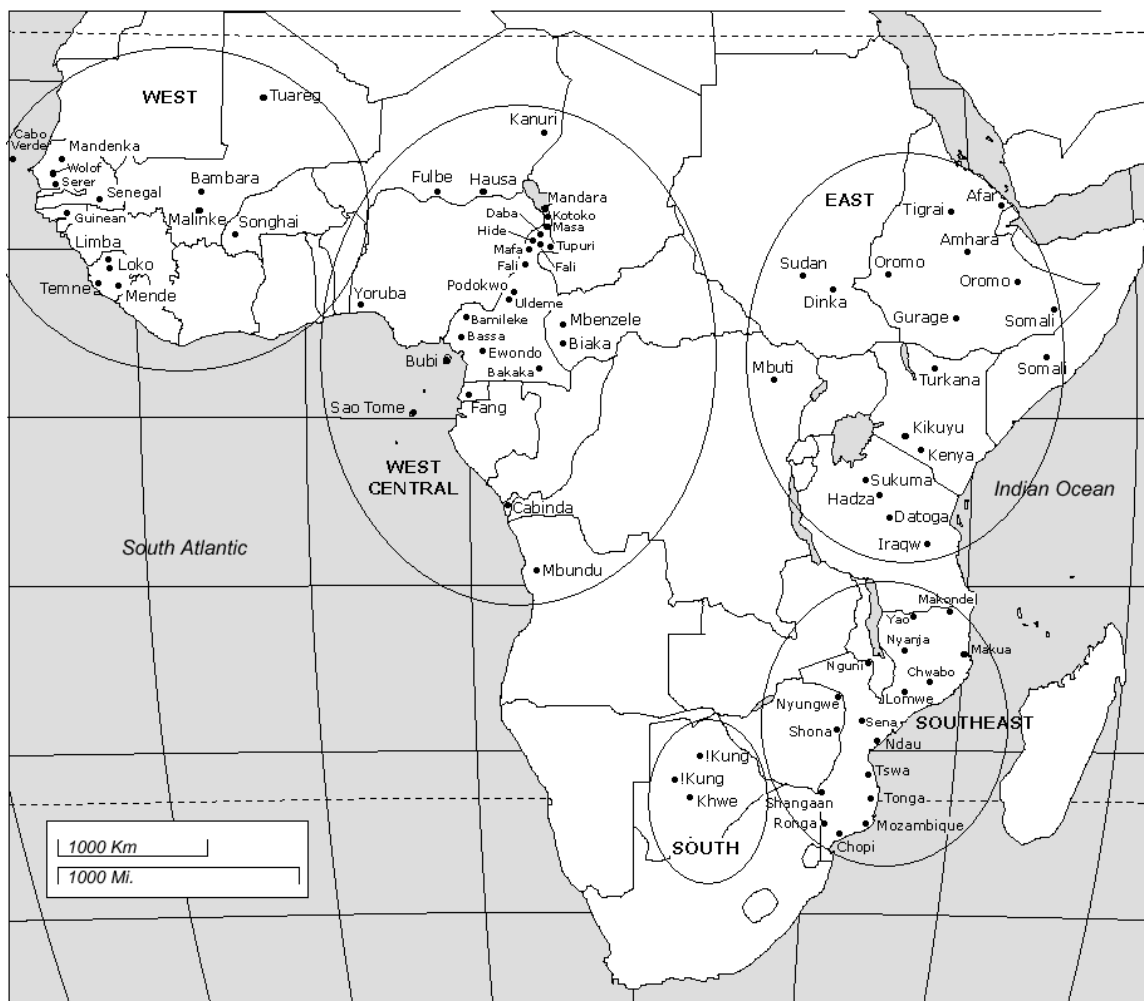 WEST
Tuareg
Cabo
Verde
Mandenka
Wolof
Serer
Senegal
Bambara
Guinean
Malinke
Songhai
Limba
Loko
Temne
Mende
Kanuri
Fulbe
Hausa
Mandara
Daba
Kotoko
Masa
Hide
Mafa
Tupuri
Fali
Fali
Podokwo
Uldeme
Yoruba
Bamileke
Mbenzele
Bassa
Biaka
Ewondo
Bubi
Bakaka
Sao Tome
Fang
WEST
CENTRAL
Cabinda
Mbundu
EAST
Afar
Tigrai
Amhara
Sudan
Oromo
Oromo
Dinka
Gurage
Somali
Somali
Mbuti
Turkana
Kikuyu
Kenya
Sukuma
Hadza
Datoga
Iraqw
Indian Ocean
South Atlantic
Makondel
Yao
Nyanja
Makua
Nguni
Chwabo
Lomwe
Nyungwe
Sena
SOUTHEAST
Shona
Ndau
!Kung
!Kung
Tswa
Khwe
Shangaan
Tonga
Ronga
Mozambique
SOUTH
Chopi
1000 Km
1000 Mi.